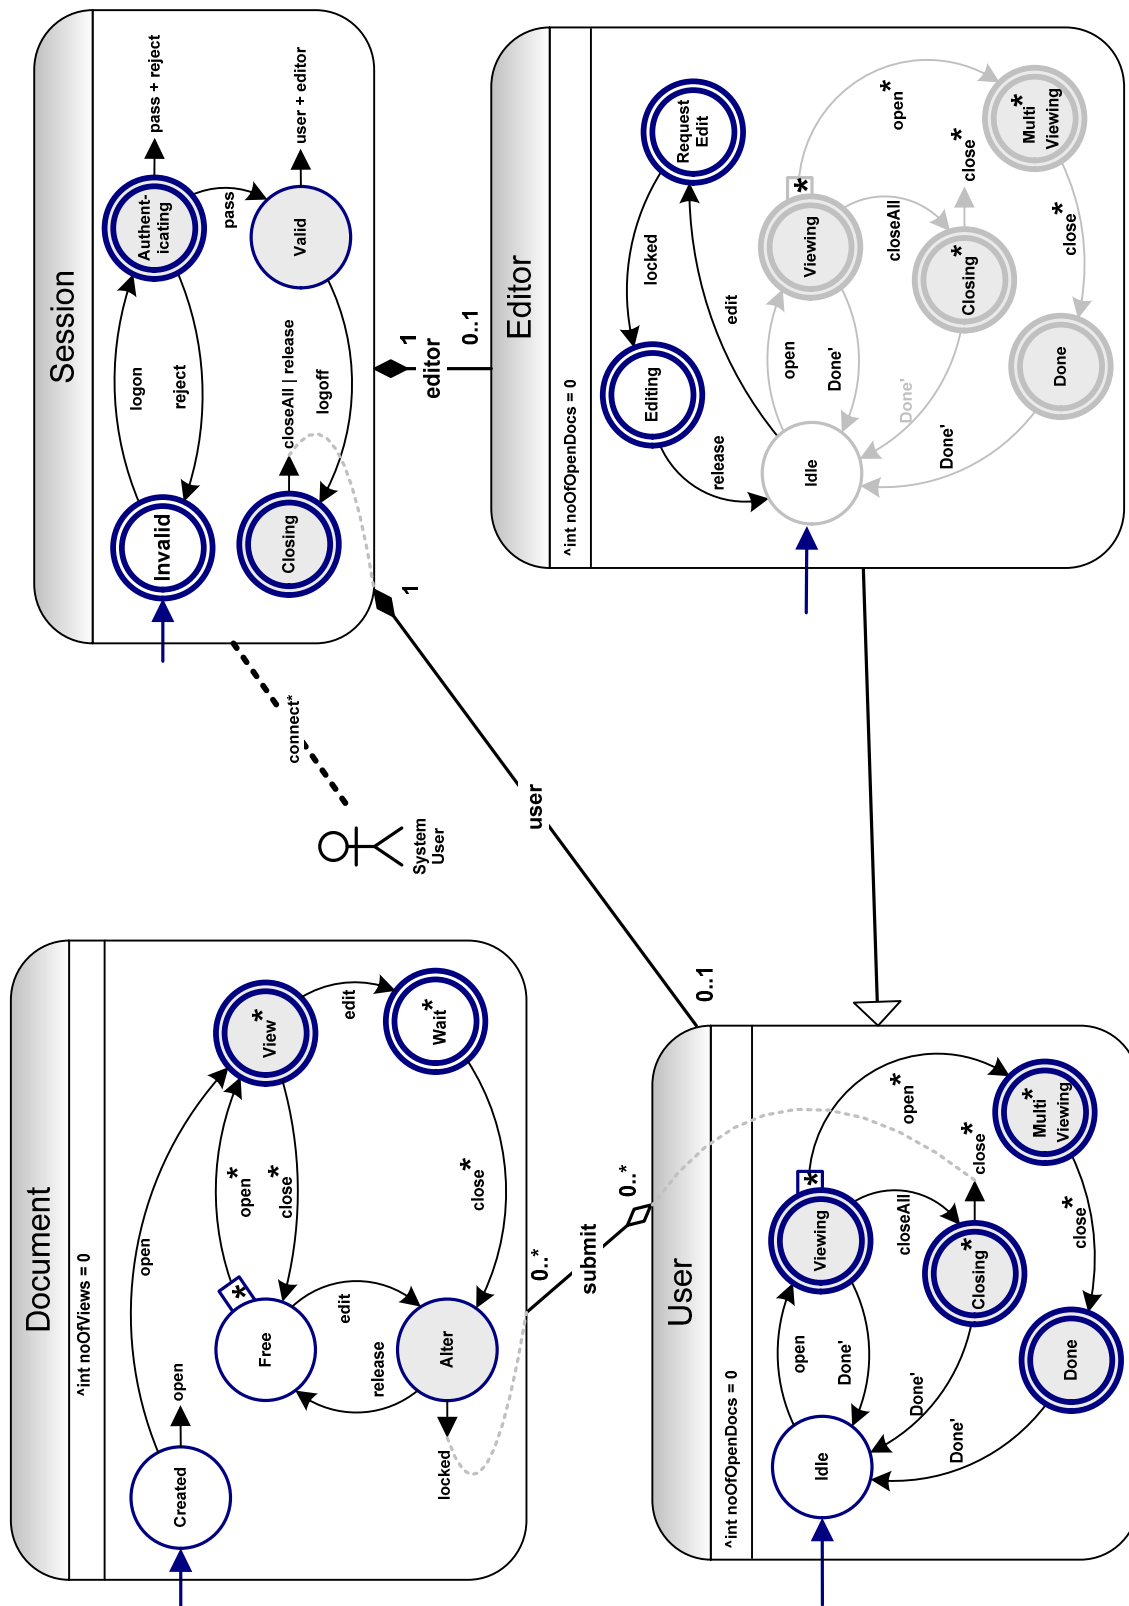 Document
^int noOfViews = 0
Created
open
open
Free
*
open*
close*
View*
edit
Wait*
close*
edit
release
Alter
locked
System
User
connect*
Session
Invalid
logon
reject
Authent-
icating
pass + reject
pass
Valid
user + editor
logoff
Closing
closeAll | release
1
editor
0..1
1
user
0..1
0..*
submit
0..*
User
^int noOfOpenDocs = 0
Idle
open
Done'
Viewing
*
open*
closeAll
Closing*
close*
Multi*
Viewing
close*
Done
Done'
Done'
Editor
^int noOfOpenDocs = 0
Editing
locked
Request
Edit
release
edit
Idle
open
Done'
Viewing
*
open*
closeAll
Closing*
close*
Multi*
Viewing
close*
Done
Done'
Done'